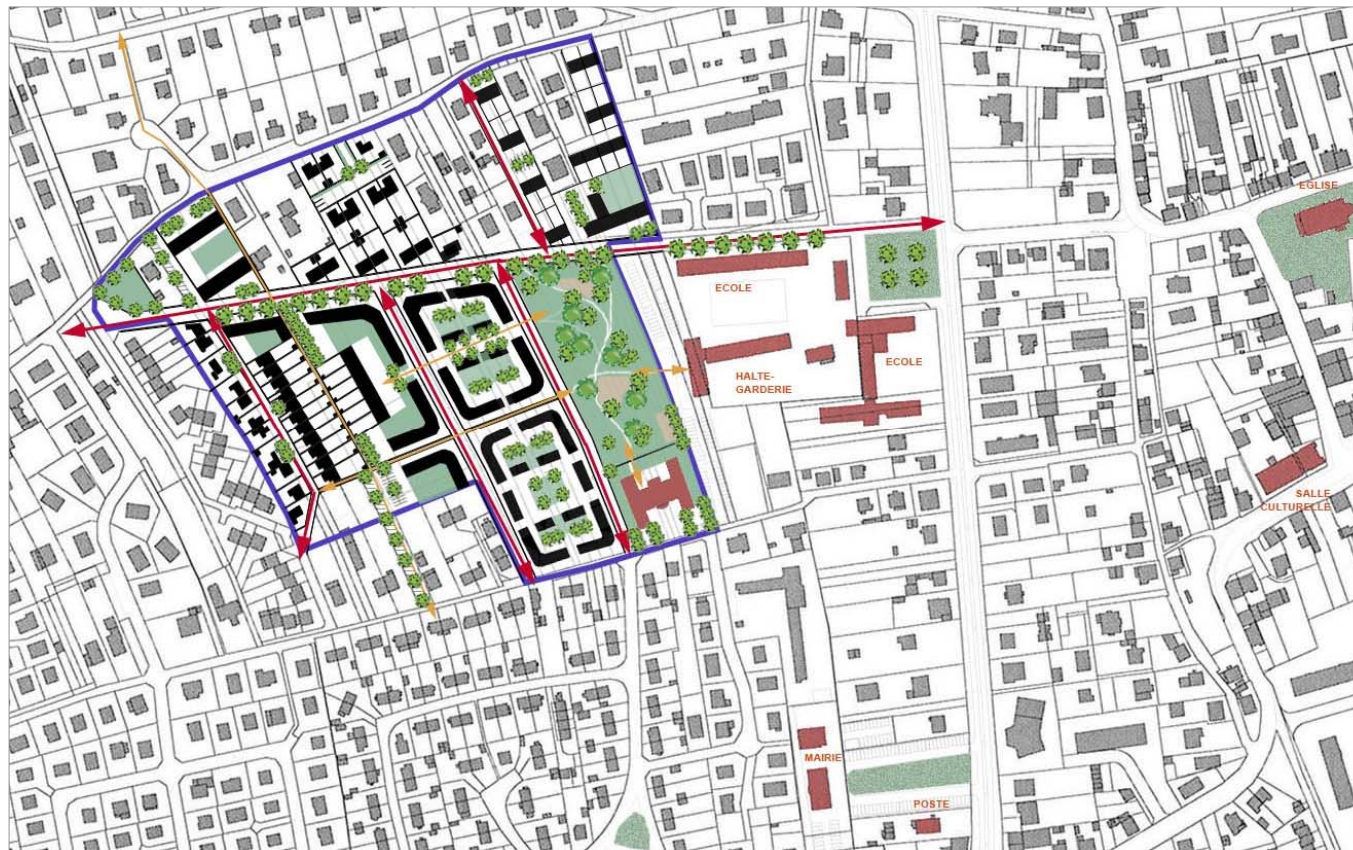 EGLISE
ECOLE
ECOLE
HALTE-
GARDERIE
SALLE
CULTURELLE
MAIRIE
POSTE